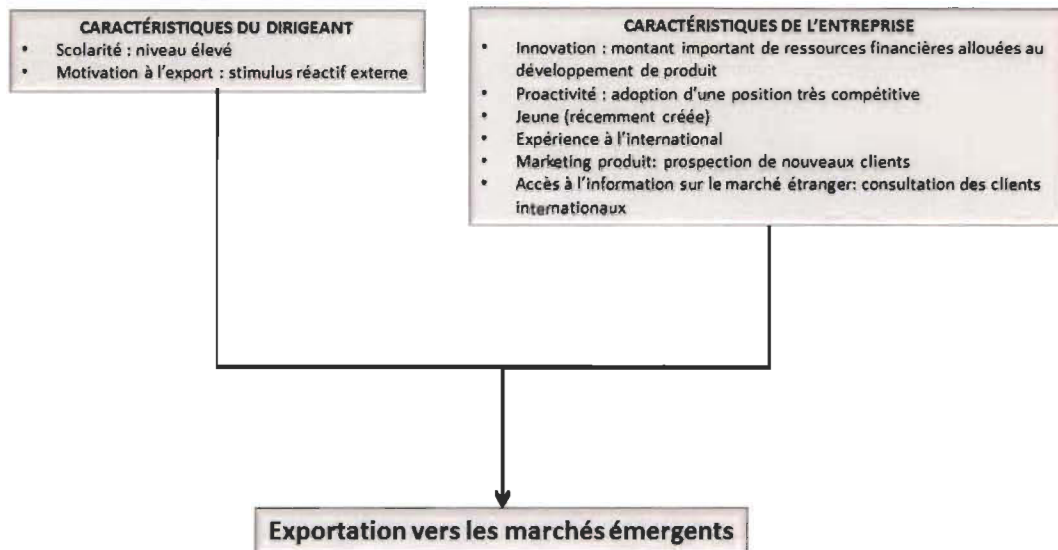 CARACTÉRISTIQUES DU DIRIGEANT
• Scolarité : niveau élevé
• Motivation à l'export : stimulus réactif externe
CARACTÉRISTIQUES DE L'ENTREPRISE
• Innovation : montant important de ressources financières allouées au
développement de produit
• Proactivité : adoption d'une position très compétitive
• Jeune (récemment créée)
• Expérience à l'international
• Marketing produit: prospection de nouveaux clients
• Accès à l'information sur le marché étranger: consultation des clients
internationaux
Exportation vers les marchés émergents